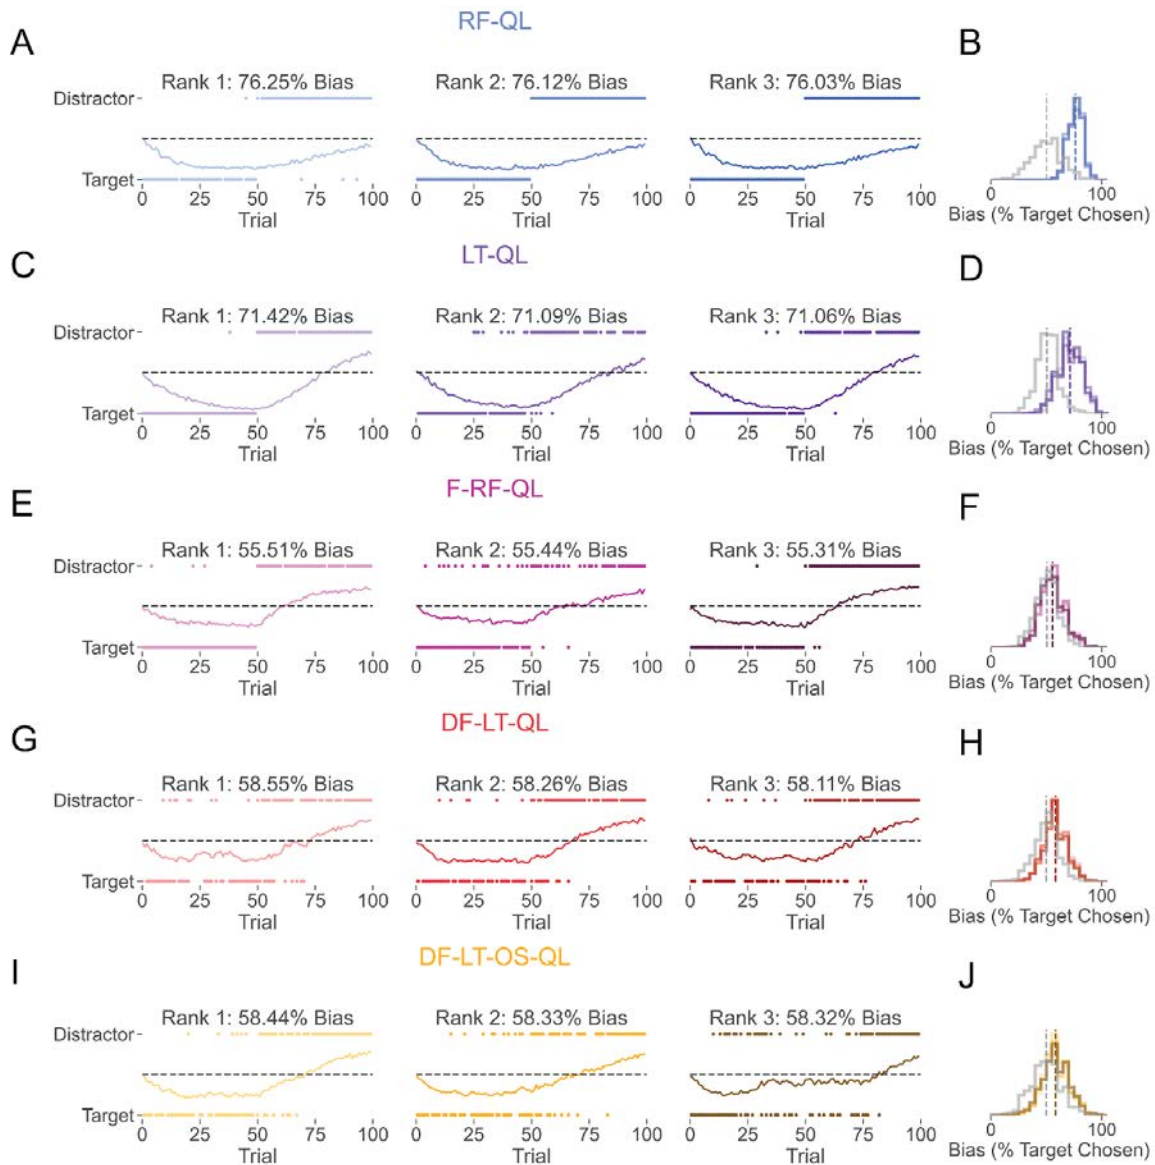 RF-QL
A
B
Rank 1: 76.25% Bias
Rank 2: 76.12% Bias
Rank 3: 76.03% Bias
Distractor
Target
0 25 50 75 100
0 25 50 75 100
0 25 50 75 100
0 100
Trial
Trial
Trial
Bias (% Target Chosen)
LT-QL
C
D
Rank 1: 71.42% Bias
Rank 2: 71.09% Bias
Rank 3: 71.06% Bias
Distractor
Target
0 25 50 75 100
0 25 50 75 100
0 25 50 75 100
0 100
Trial
Trial
Trial
Bias (% Target Chosen)
F-RF-QL
E
F
Rank 1: 55.51% Bias
Rank 2: 55.44% Bias
Rank 3: 55.31% Bias
Distractor
Target
0 25 50 75 100
0 25 50 75 100
0 25 50 75 100
0 100
Trial
Trial
Trial
Bias (% Target Chosen)
DF-LT-QL
G
H
Rank 1: 58.55% Bias
Rank 2: 58.26% Bias
Rank 3: 58.11% Bias
Distractor
Target
0 25 50 75 100
0 25 50 75 100
0 25 50 75 100
0 100
Trial
Trial
Trial
Bias (% Target Chosen)
DF-LT-OS-QL
I
J
Rank 1: 58.44% Bias
Rank 2: 58.33% Bias
Rank 3: 58.32% Bias
Distractor
Target
0 25 50 75 100
0 25 50 75 100
0 25 50 75 100
0 100
Trial
Trial
Trial
Bias (% Target Chosen)